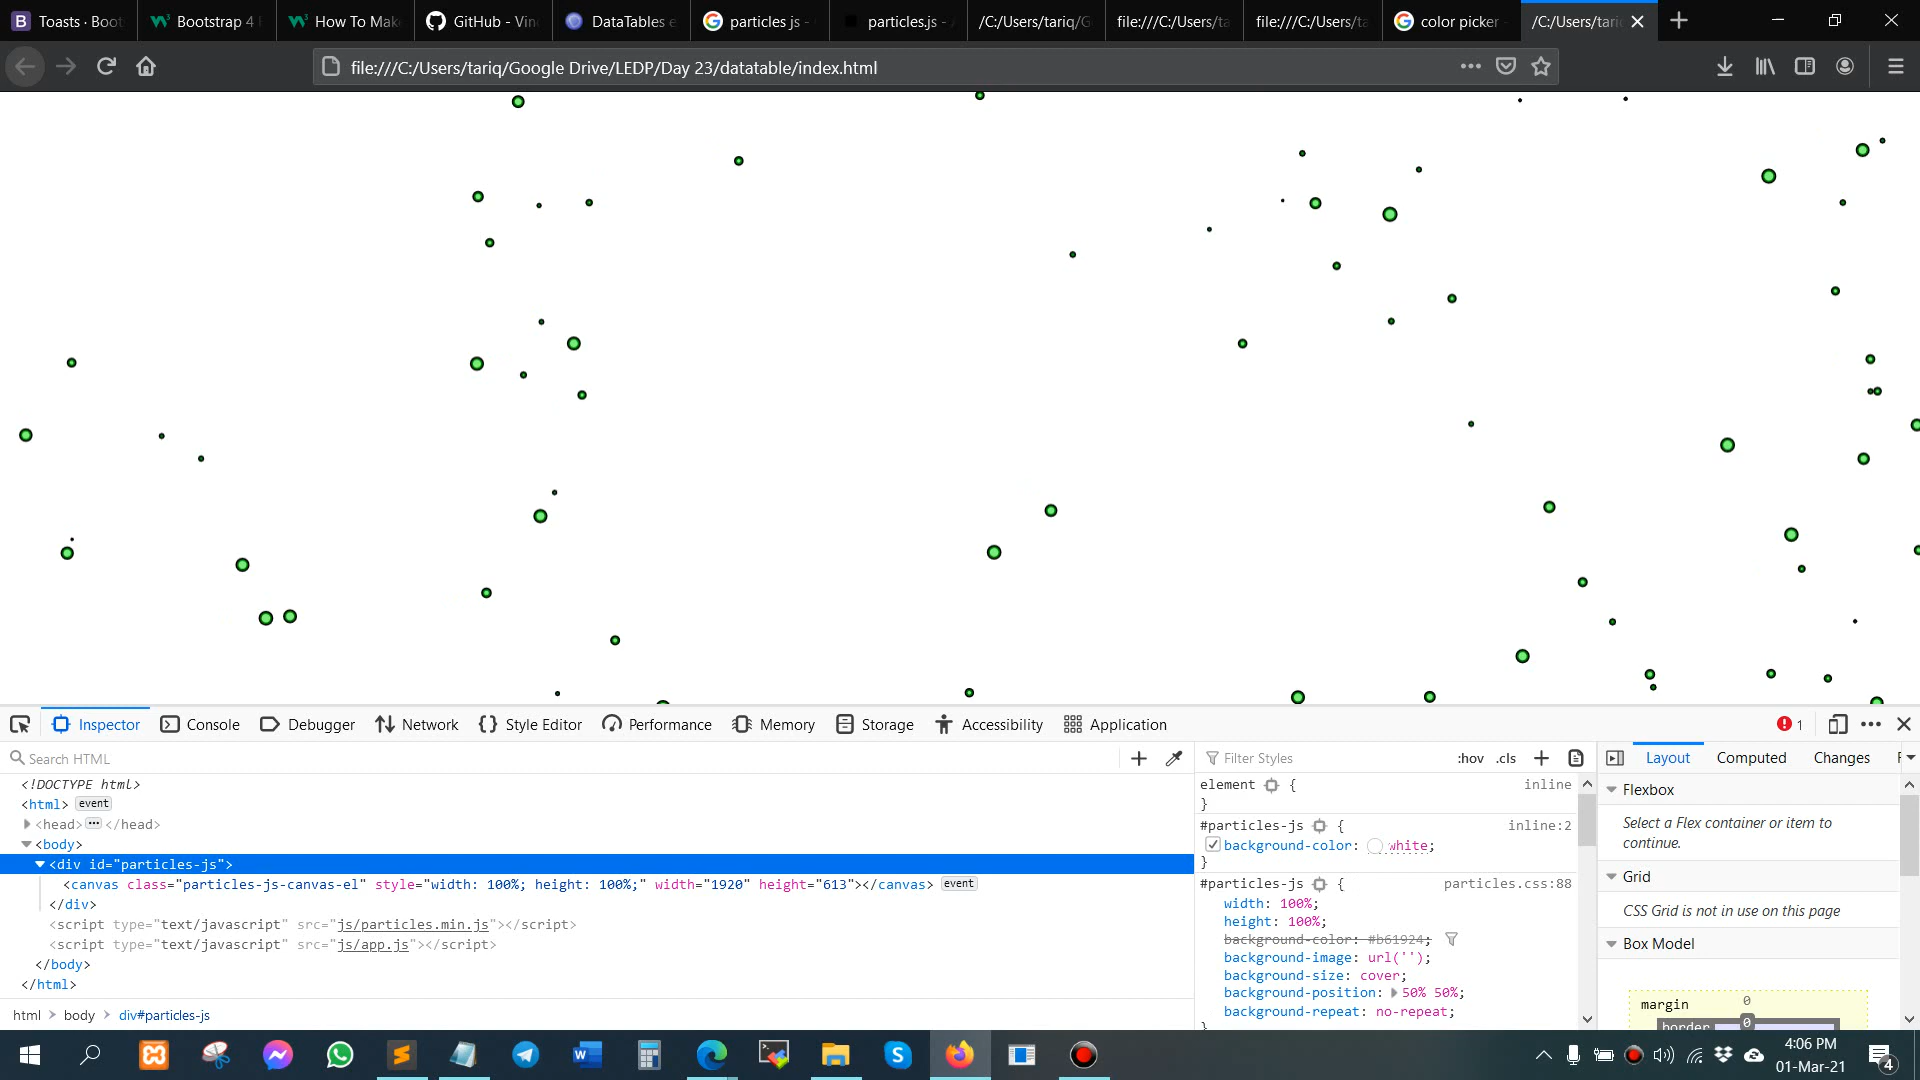 Toasts · Boot
Bootstrap 4
How To Make
GitHub - Vin
DataTables e
particles js -
particles.js -
/C:/Users/tariq/G
file:///C:/Users/ta
file:///C:/Users/ta
color picker
/C:/Users/tariq
file:///C:/Users/tariq/Google Drive/LEDP/Day 23/datatable/index.html
Inspector Console Debugger Network Style Editor Performance Memory Storage Accessibility Application 1
Search HTML
<!DOCTYPE html>
<html> event
<head> ··· </head>
<body>
<div id="particles-js">
<canvas class="particles-js-canvas-el" style="width: 100%; height: 100%;" width="1920" height="613"></canvas> event
</div>
<script type="text/javascript" src="js/particles.min.js"></script>
<script type="text/javascript" src="js/app.js"></script>
</body>
</html>
html > body > div#particles-js
Filter Styles :hov .cls
element { inline
}
#particles-js { inline:2
background-color: white;
}
#particles-js { particles.css:88
width: 100%;
height: 100%;
background-color: #b61924;
background-image: url('');
background-size: cover;
background-position: 50% 50%;
background-repeat: no-repeat;
}
Layout Computed Changes
Flexbox
Select a Flex container or item to
continue.
Grid
CSS Grid is not in use on this page
Box Model
margin 0
border 0
4:06 PM
01-Mar-21
4